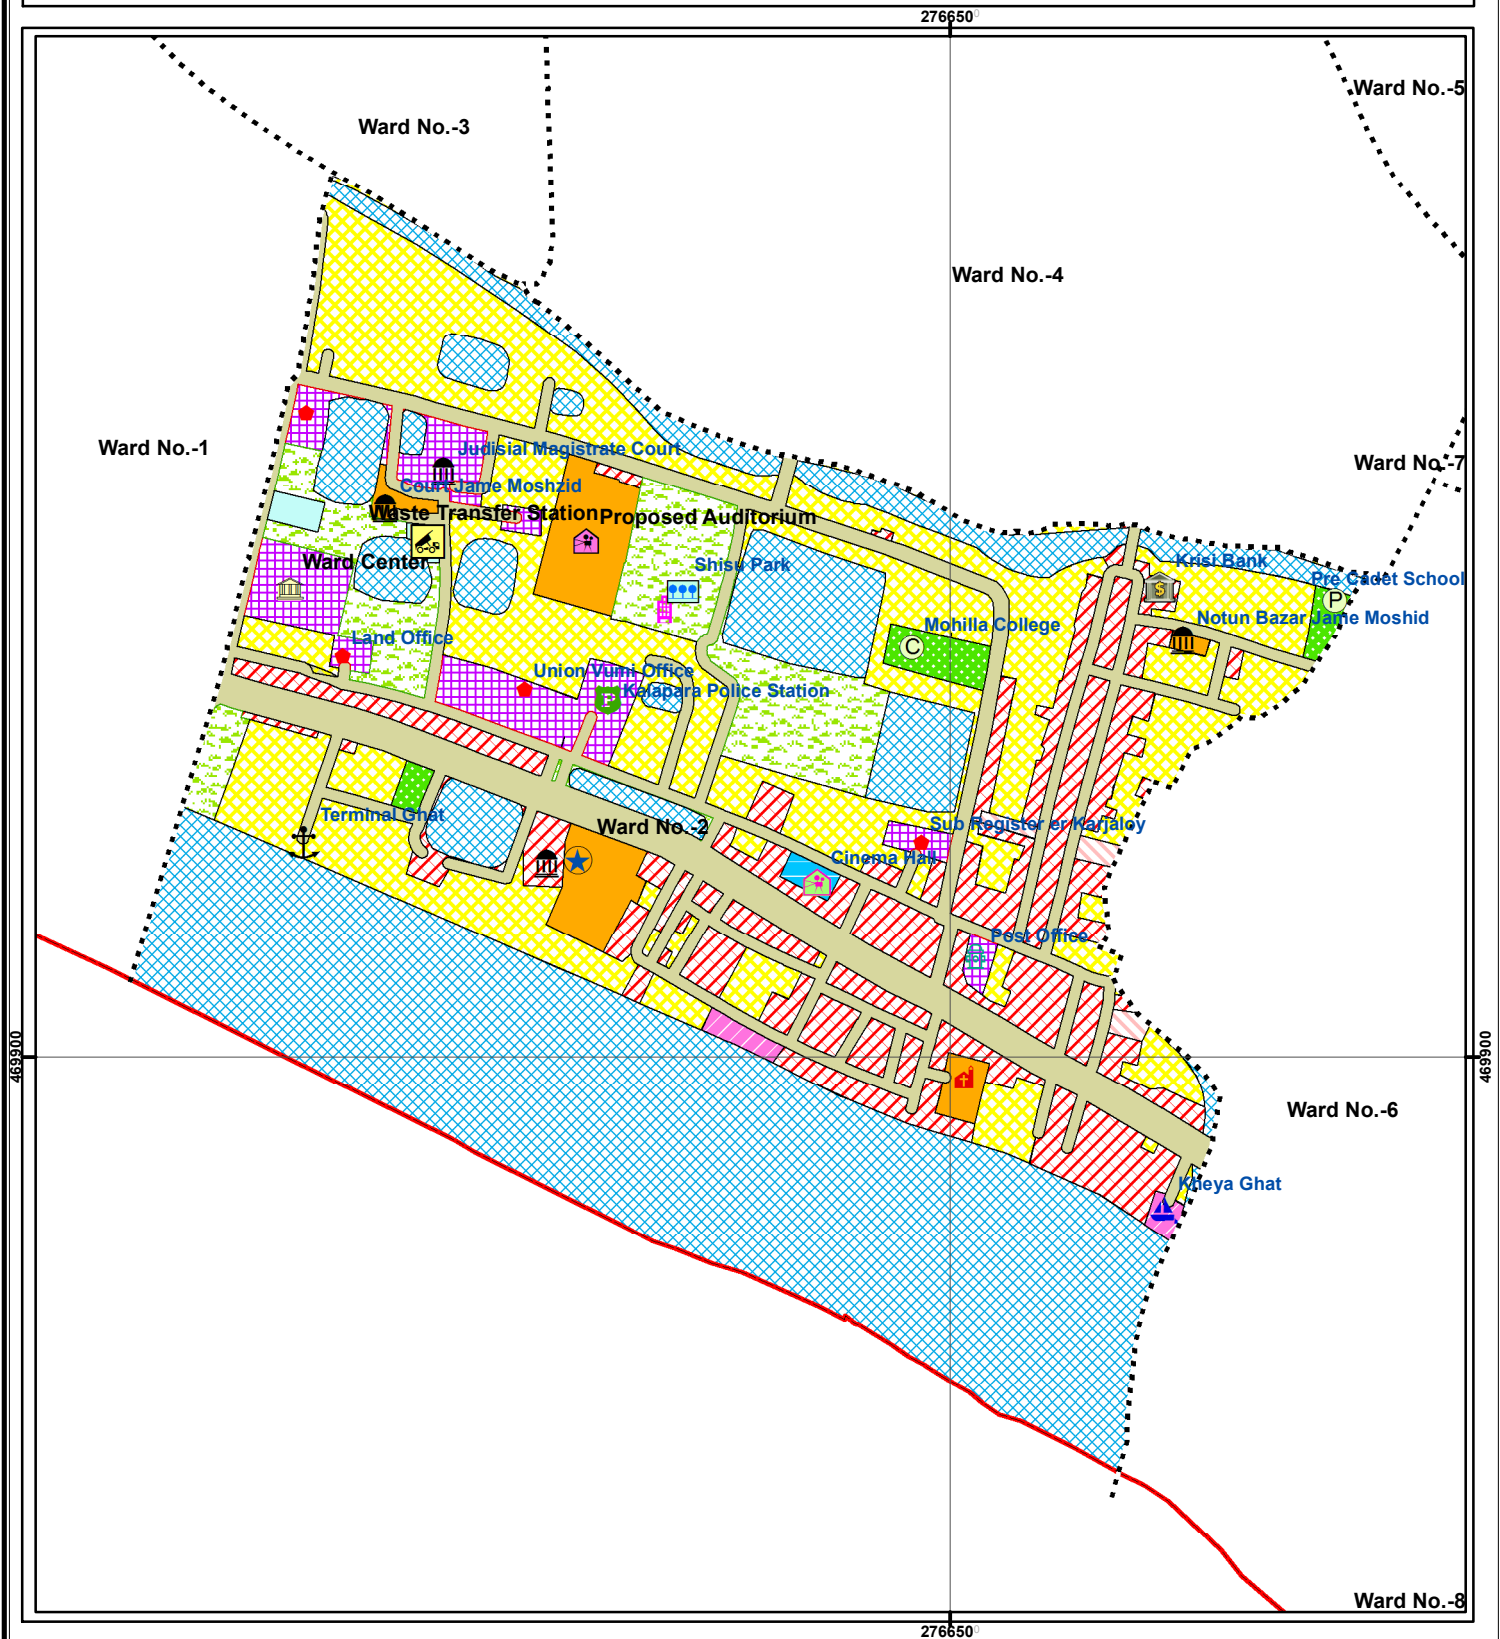 276650
Ward No.-5
Ward No.-3
Ward No.-4
Ward No.-1
Judisial Magistrate Court
Ward No.-7
Court Jame Moshzid
Waste Transfer Station
Proposed Auditorium
Ward Center
Shisu Park
Krisi Bank
Pre Cadet School
P
Notun Bazar Jame Moshid
Mohilla College
C
Land Office
Union Vumi Office
Kalapara Police Station
P
Terminal Ghat
Ward No.-2
Sub Register er Karjaloy
Cinema Hall
Post Office
469900
469900
Ward No.-6
Kheya Ghat
Ward No.-8
276650